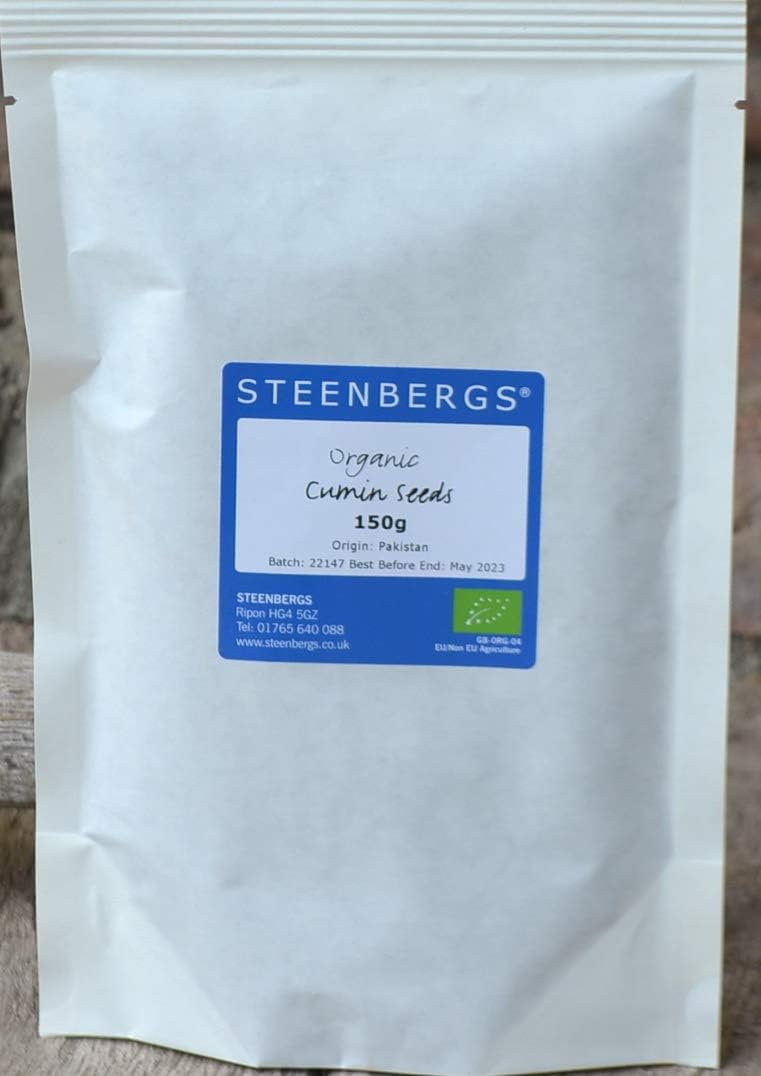 STEENBERGS®
Organic
Cumin Seeds
150g
Origin: Pakistan
Batch: 22147 Best Before End: May 2023
STEENBERGS
Ripon HG4 5GZ
Tel: 01765 640 088
www.steenbergs.co.uk
GB-ORG-04
EU/Non EU Agriculture